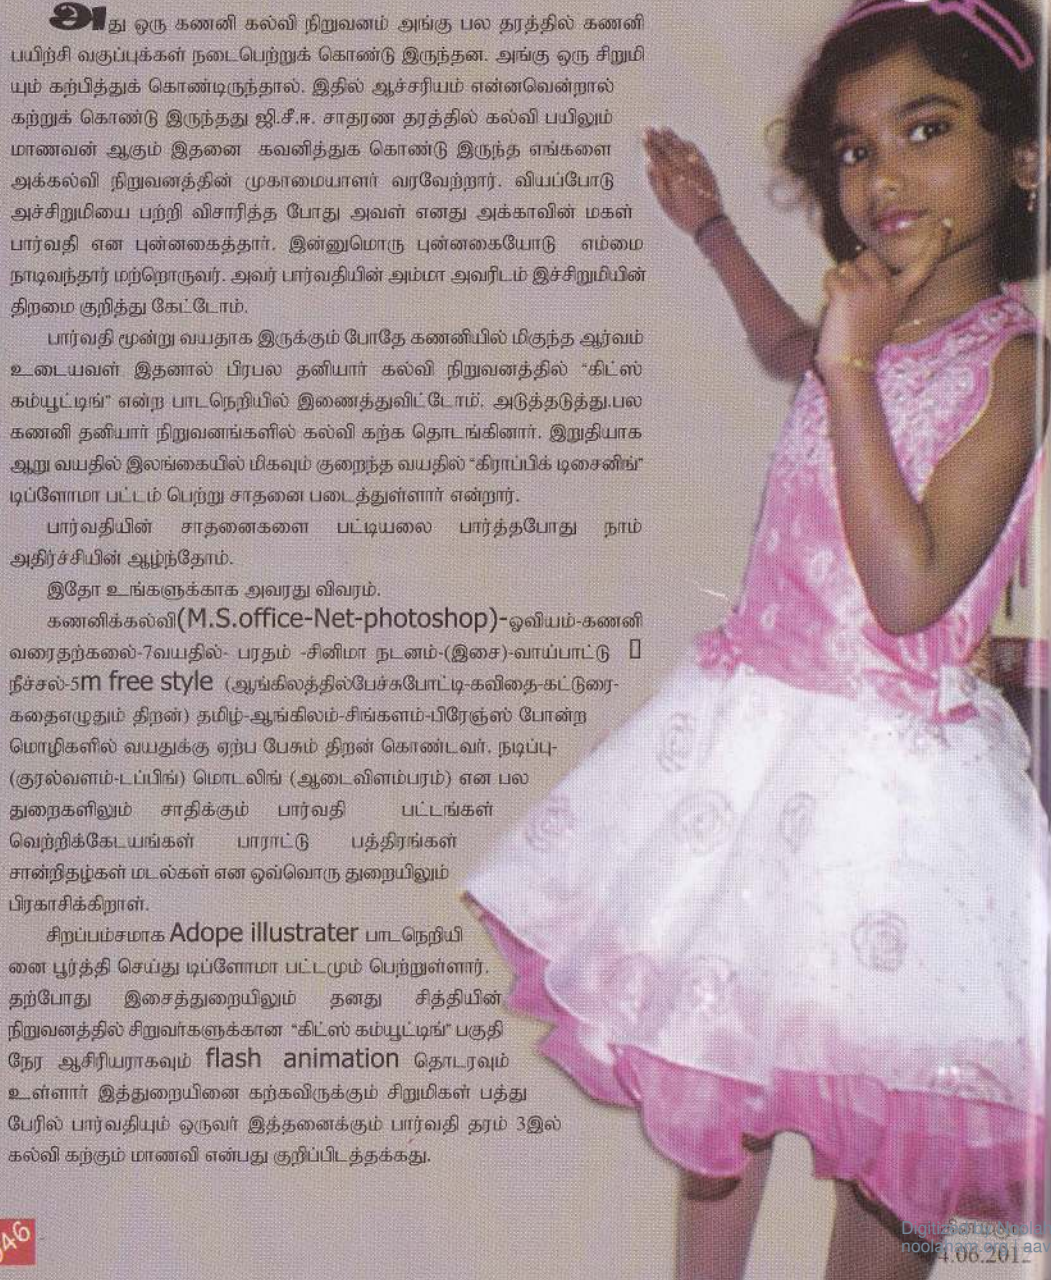 அது ஒரு கணனி கல்வி நிறுவனம் அங்கு பல தரத்தில் கணனி
பயிற்சி வகுப்புக்கள் நடைபெற்றுக் கொண்டு இருந்தன. அங்கு ஒரு சிறுமி
யும் கற்பித்துக் கொண்டிருந்தால். இதில் ஆச்சரியம் என்னவென்றால்
கற்றுக் கொண்டு இருந்தது ஜி.சீ.ஈ. சாதரண தரத்தில் கல்வி பயிலும்
மாணவன் ஆகும் இதனை கவனித்துக கொண்டு இருந்த எங்களை
அக்கல்வி நிறுவனத்தின் முகாமையாளர் வரவேற்றார். வியப்போடு
அச்சிறுமியை பற்றி விசாரித்த போது அவள் எனது அக்காவின் மகள்
பார்வதி என புன்னகைத்தார். இன்னுமொரு புன்னகையோடு எம்மை
நாடிவந்தார் மற்றொருவர். அவர் பார்வதியின் அம்மா அவரிடம் இச்சிறுமியின்
திறமை குறித்து கேட்டோம்.
பார்வதி மூன்று வயதாக இருக்கும் போதே கணனியில் மிகுந்த ஆர்வம்
உடையவள் இதனால் பிரபல தனியார் கல்வி நிறுவனத்தில் "கிட்ஸ்
கம்யூட்டிங்" என்ற பாடநெறியில் இணைத்துவிட்டோம். அடுத்தடுத்து.பல
கணனி தனியார் நிறுவனங்களில் கல்வி கற்க தொடங்கினார். இறுதியாக
ஆறு வயதில் இலங்கையில் மிகவும் குறைந்த வயதில் "கிராப்பிக் டிசைனிங்"
டிப்ளோமா பட்டம் பெற்று சாதனை படைத்துள்ளார் என்றார்.
பார்வதியின் சாதனைகளை பட்டியலை பார்த்தபோது நாம்
அதிர்ச்சியின் ஆழ்ந்தோம்.
இதோ உங்களுக்காக அவரது விவரம்.
கணனிக்கல்வி(M.S.office-Net-photoshop)-ஓவியம்-கணனி
வரைதற்கலை-7வயதில்- பரதம் -சினிமா நடனம்-(இசை)-வாய்பாட்டு
நீச்சல்-5m free style (ஆங்கிலத்தில்பேச்சுபோட்டி-கவிதை-கட்டுரை-
கதைஎழுதும் திறன்) தமிழ்-ஆங்கிலம்-சிங்களம்-பிரேஞ்ஸ் போன்ற
மொழிகளில் வயதுக்கு ஏற்ப பேசும் திறன் கொண்டவர். நடிப்பு-
(குரல்வளம்-டப்பிங்) மொடலிங் (ஆடைவிளம்பரம்) என பல
துறைகளிலும் சாதிக்கும் பார்வதி பட்டங்கள்
வெற்றிக்கேடயங்கள் பாராட்டு பத்திரங்கள்
சான்றிதழ்கள் மடல்கள் என ஒவ்வொரு துறையிலும்
பிரகாசிக்கிறாள்.
சிறப்பம்சமாக Adope illustrater பாடநெறியி
னை பூர்த்தி செய்து டிப்ளோமா பட்டமும் பெற்றுள்ளார்.
தற்போது இசைத்துறையிலும் தனது சித்தியின்
நிறுவனத்தில் சிறுவர்களுக்கான "கிட்ஸ் கம்யூட்டிங்" பகுதி
நேர ஆசிரியராகவும் flash animation தொடரவும்
உள்ளார் இத்துறையினை கற்கவிருக்கும் சிறுமிகள் பத்து
பேரில் பார்வதியும் ஒருவர் இத்தனைக்கும் பார்வதி தரம் 3இல்
கல்வி கற்கும் மாணவி என்பது குறிப்பிடத்தக்கது.
46
noolaham.org | aav
4.06.2012